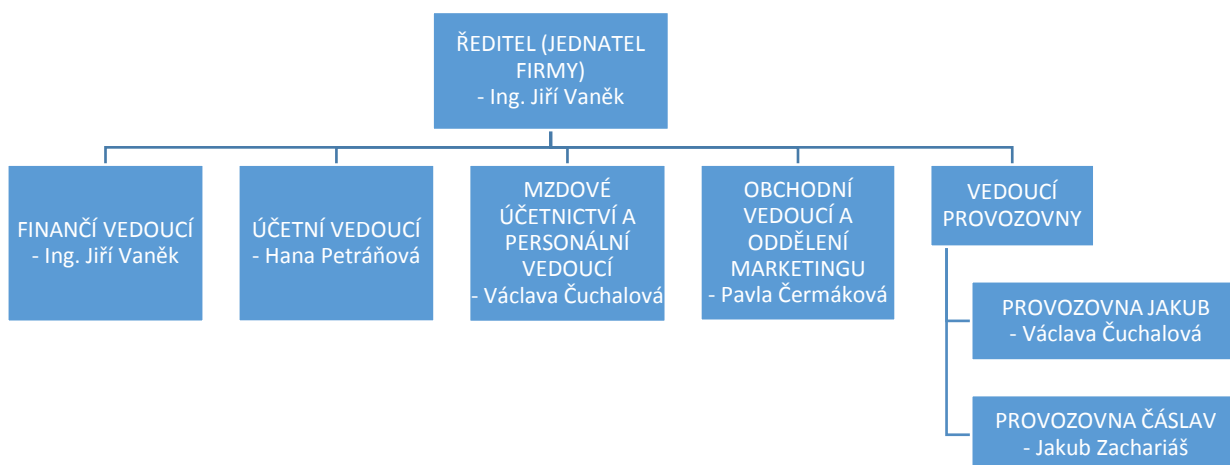 ŘEDITEL (JEDNATEL
FIRMY)
- Ing. Jiří Vaněk
FINANČÍ VEDOUCÍ
- Ing. Jiří Vaněk
ÚČETNÍ VEDOUCÍ
- Hana Petráňová
MZDOVÉ
ÚČETNICTVÍ A
PERSONÁLNÍ
VEDOUCÍ
- Václava Čuchalová
OBCHODNÍ
VEDOUCÍ A
ODDĚLENÍ
MARKETINGU
- Pavla Čermáková
VEDOUCÍ
PROVOZOVNY
PROVOZOVNA JAKUB
- Václava Čuchalová
PROVOZOVNA ČÁSLAV
- Jakub Zachariáš